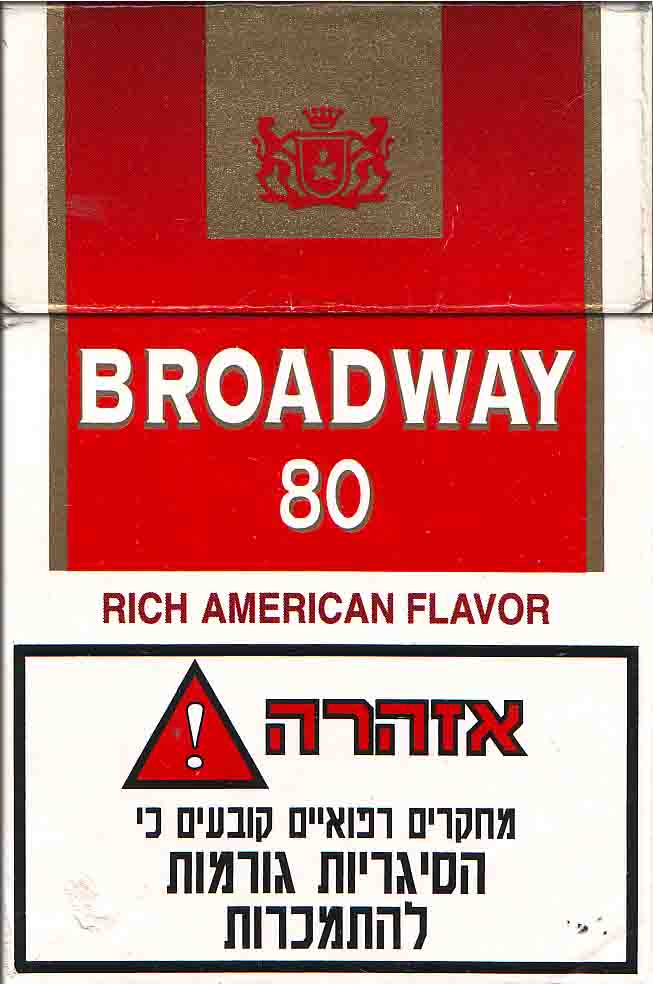 BROADWAY
80
RICH AMERICAN FLAVOR
אזהרה
מחקרים רפואיים קובעים כי
הסיגריות גורמות
להתמכרות